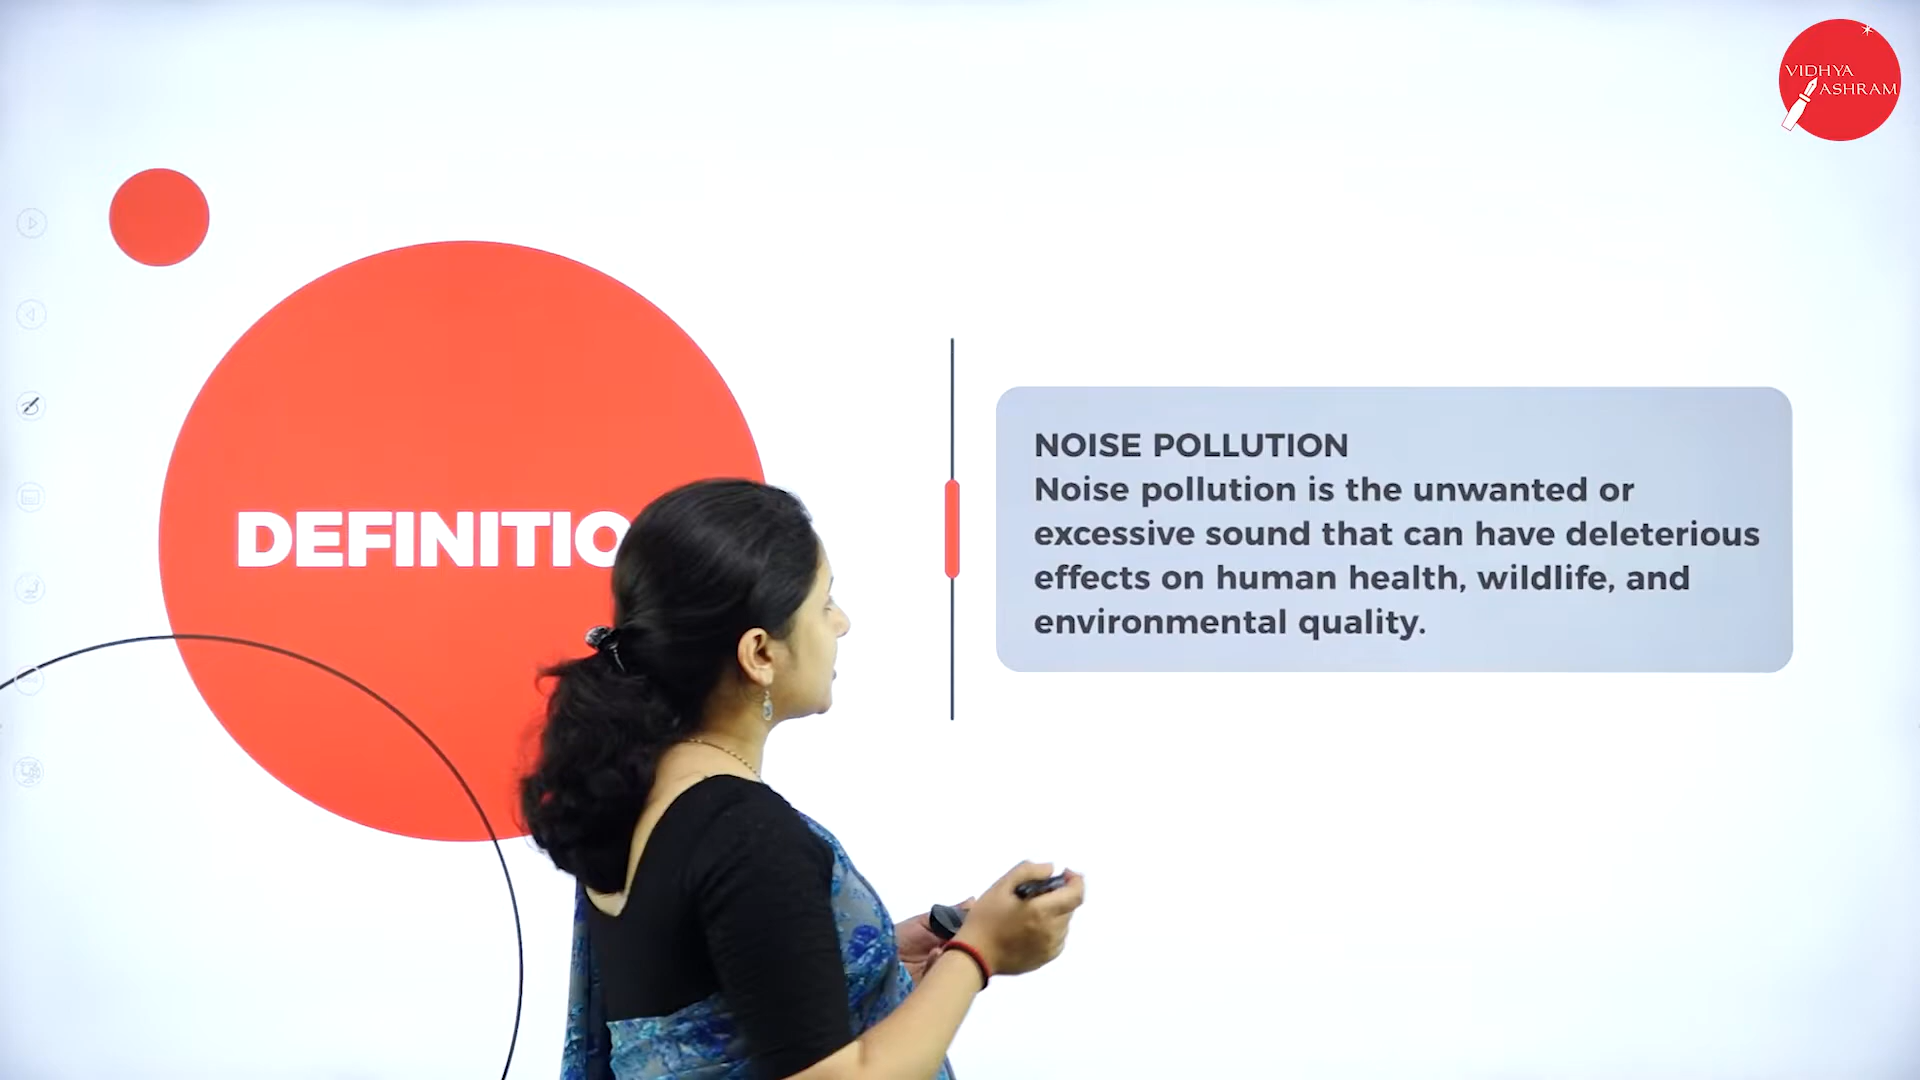 VIDHYA
ASHRAM
DEFINITIO
NOISE POLLUTION
Noise pollution is the unwanted or
excessive sound that can have deleterious
effects on human health, wildlife, and
environmental quality.